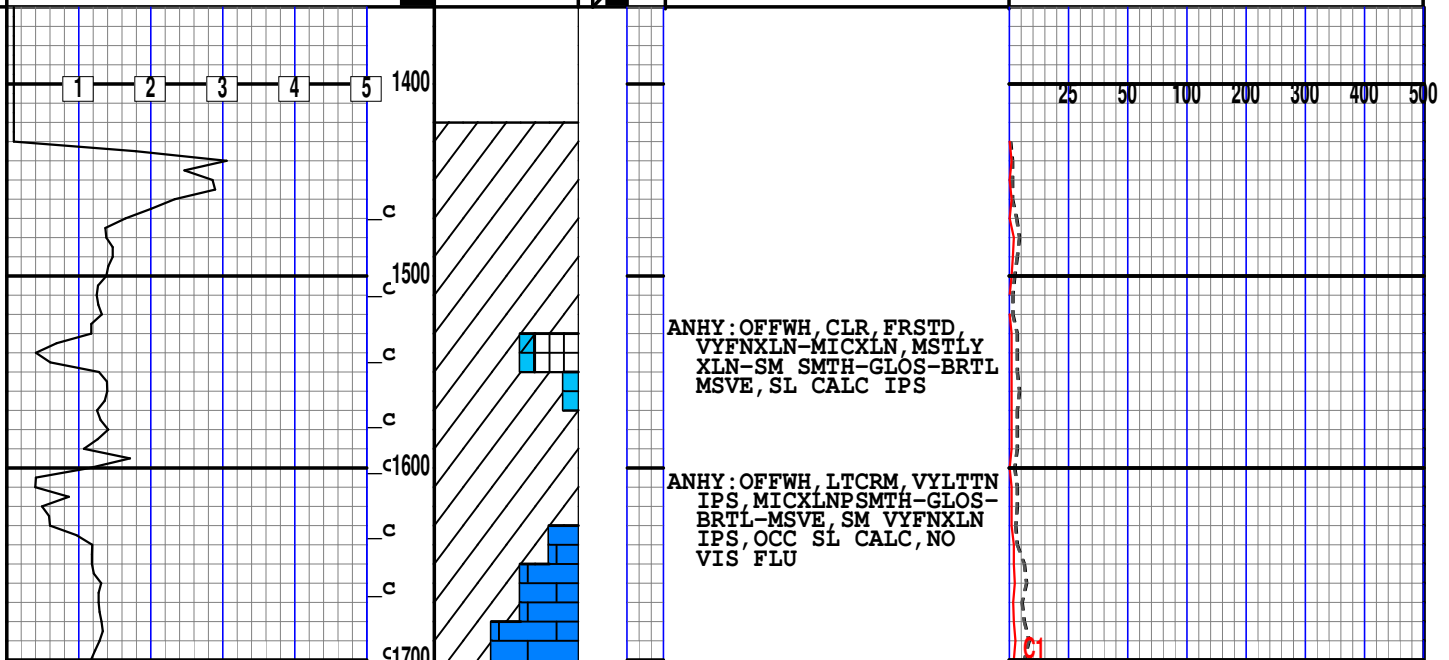 1 2 3 4 5
1400
25 50 100 200 300 400 500
c
1500
c
ANHY:OFFWH,CLR,FRSTD,
VYFNXLN-MICXLN,MSTLY
XLN-SM SMTH-GLOS-BRTL
MSVE,SL CALC IPS
c
c
c1600
ANHY:OFFWH,LTCRM,VYLTTN
IPS,MICXLNPSMTH-GLOS-
BRTL-MSVE,SM VYFNXLN
IPS,OCC SL CALC,NO
VIS FLU
c
c
C1
c1700